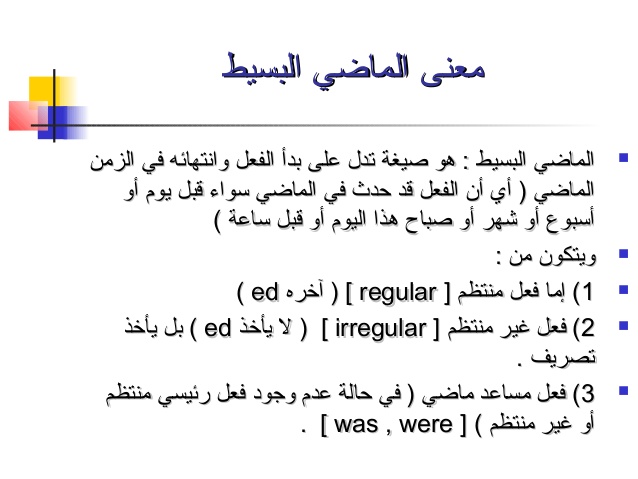 معنى الماضي البسيط
الماضي البسيط : هو صيغة تدل على بدأ الفعل وانتهائه في الزمن
الماضي ( أي أن الفعل قد حدث في الماضي سواء قبل يوم أو
أسبوع أو شهر أو صباح هذا اليوم أو قبل ساعة )
ويتكون من :
1) إما فعل منتظم [ regular ] ( آخره ed )
2) فعل غير منتظم [ irregular ] ( لا يأخذ ed ) بل يأخذ
تصريف .
3) فعل مساعد ماضي ( في حالة عدم وجود فعل رئيسي منتظم
أو غير منتظم ) [ was , were ] .